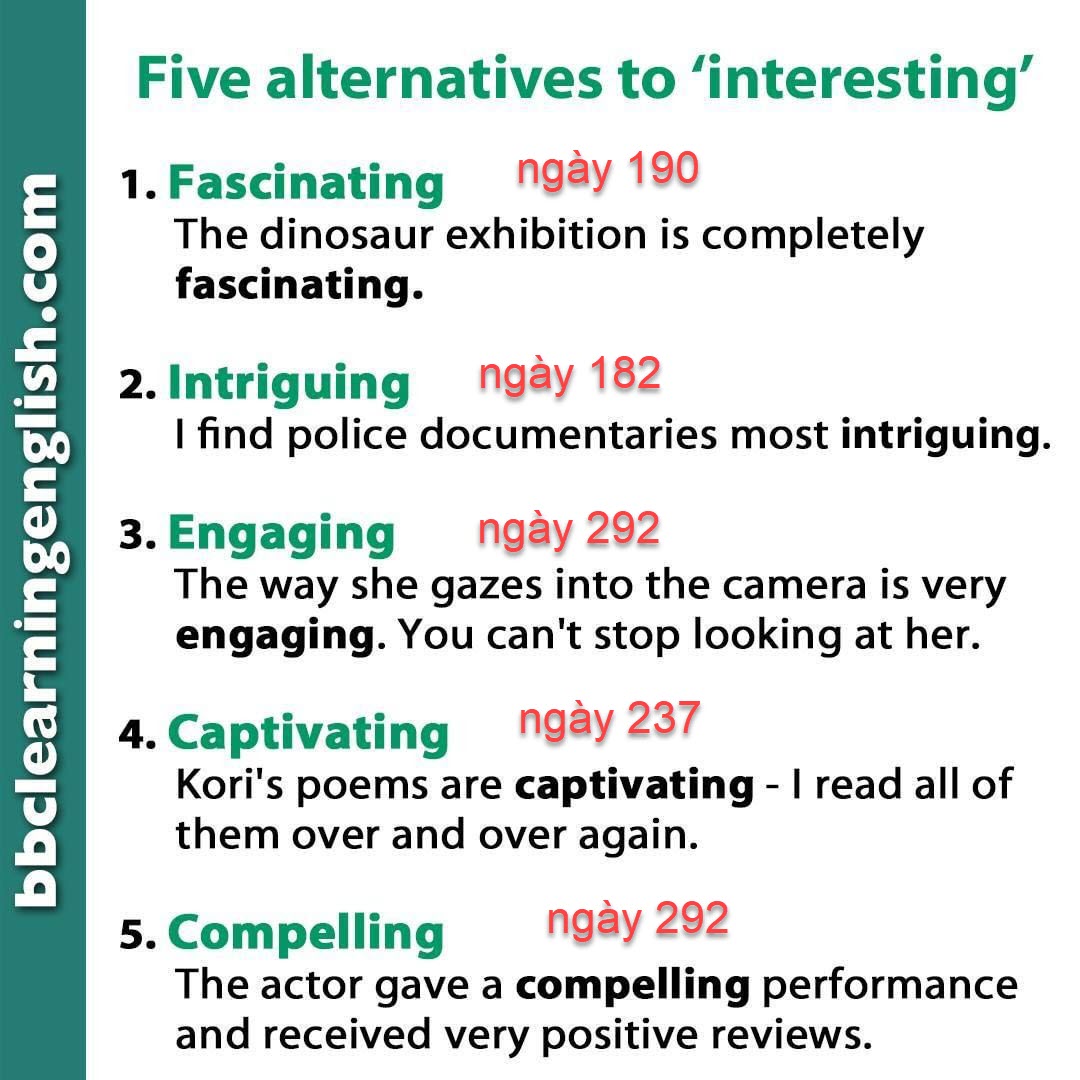 bbclearningenglish.com
Five alternatives to ‘interesting’
1. Fascinating ngày 190
The dinosaur exhibition is completely
fascinating.
2. Intriguing ngày 182
I find police documentaries most intriguing.
3. Engaging ngày 292
The way she gazes into the camera is very
engaging. You can't stop looking at her.
4. Captivating ngày 237
Kori's poems are captivating - I read all of
them over and over again.
5. Compelling ngày 292
The actor gave a compelling performance
and received very positive reviews.